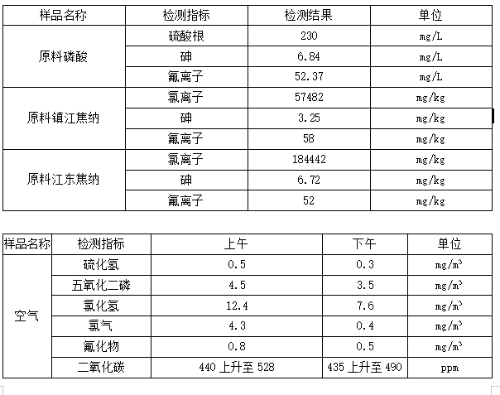 样品名称 检测指标 检测结果 单位
原料磷酸 硫酸根 230 mg/L
砷 6.84 mg/L
氟离子 52.37 mg/L
原料镇江焦纳 氯离子 57482 mg/kg
砷 3.25 mg/kg
氟离子 58 mg/kg
原料江东焦纳 氯离子 184442 mg/kg
砷 6.72 mg/kg
氟离子 52 mg/kg
样品名称 检测指标 上午 下午 单位
空气 硫化氢 0.5 0.3 mg/m³
五氧化二磷 4.5 3.5 mg/m³
氯化氢 12.4 7.6 mg/m³
氯气 4.3 0.4 mg/m³
氟化物 0.8 0.5 mg/m³
二氧化碳 440 上升至 528 435 上升至 490 ppm